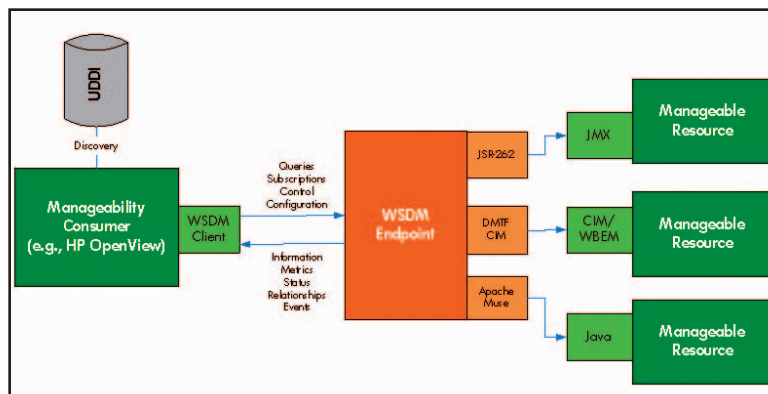 UDDI
Discovery
Manageability
Consumer
(e.g., HP OpenView)
WSDM
Client
Queries
Subscriptions
Control
Configuration
Information
Metrics
Status
Relationships
Events
WSDM
Endpoint
JSR-262
DMTF
CIM
Apache
Muse
JMX
Manageable
Resource
CIM/
WBEM
Manageable
Resource
Java
Manageable
Resource